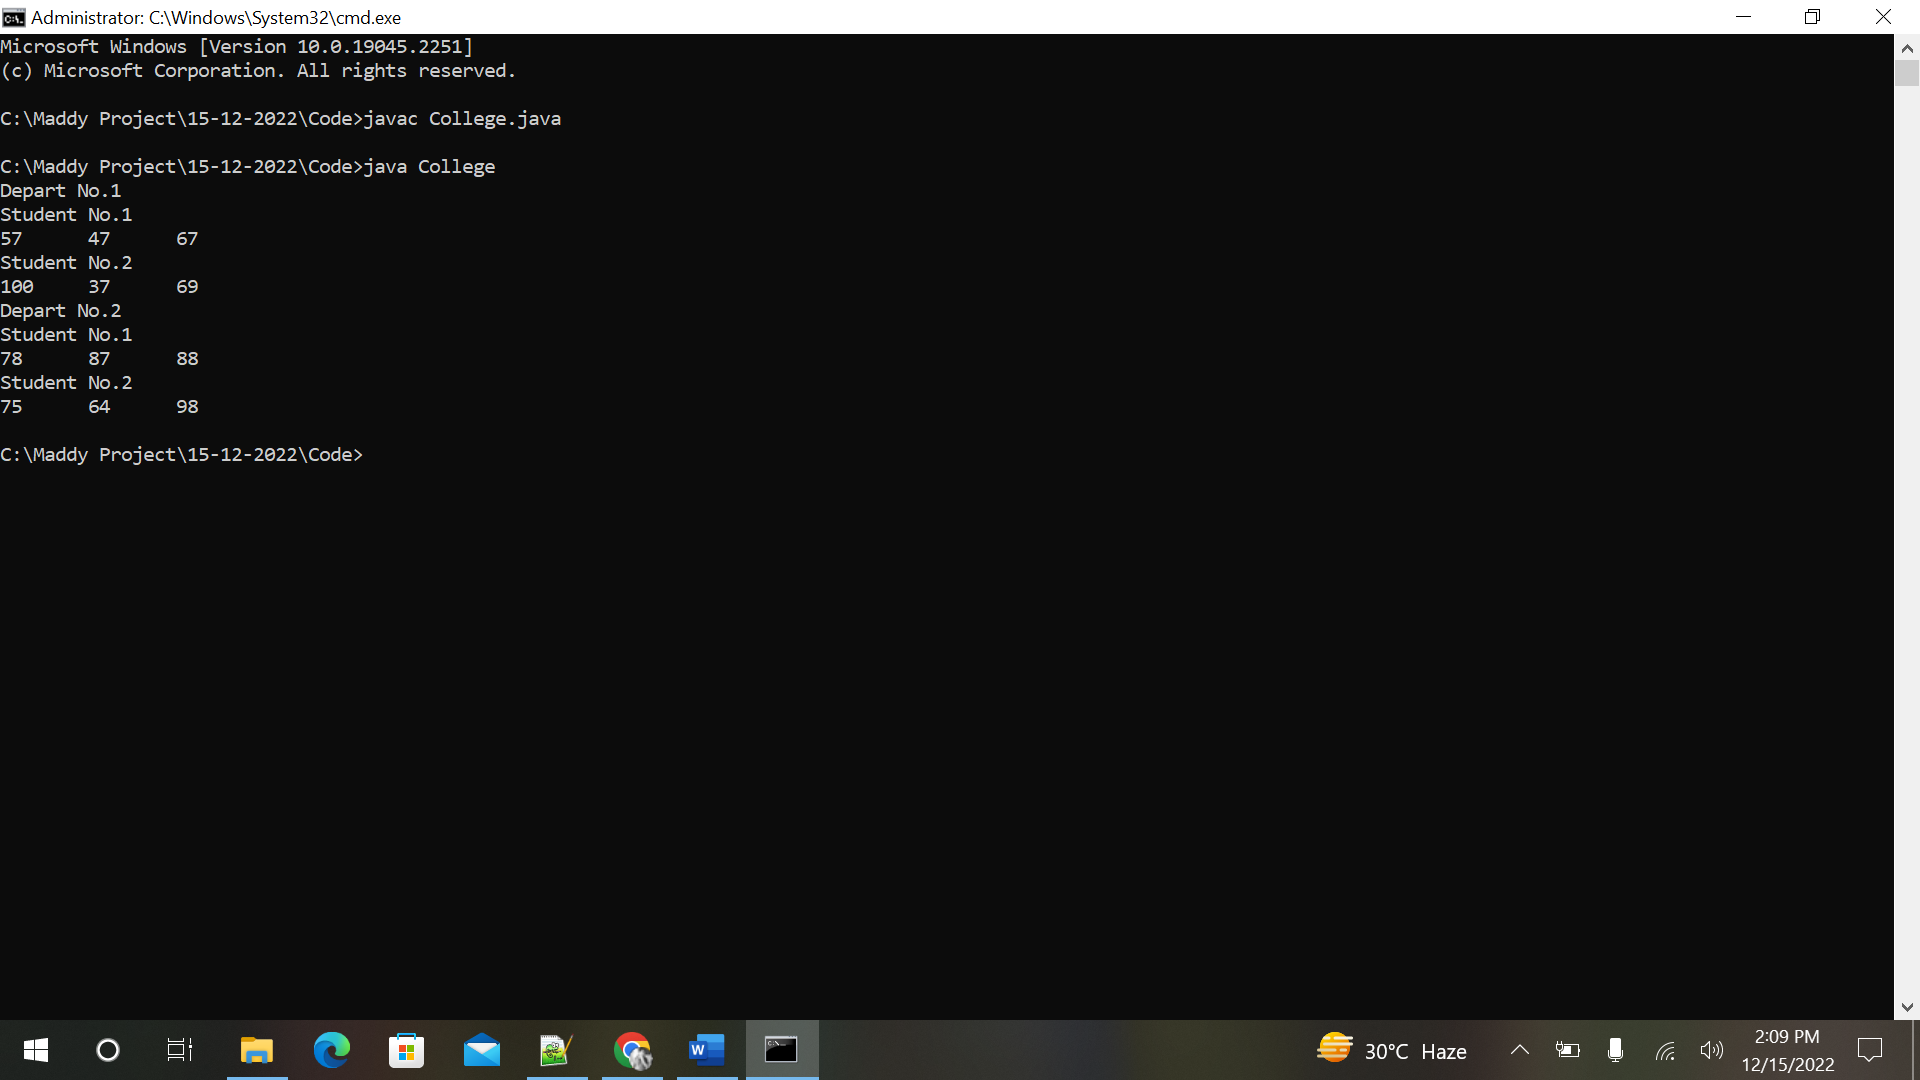 Administrator: C:\Windows\System32\cmd.exe
Microsoft Windows [Version 10.0.19045.2251]
(c) Microsoft Corporation. All rights reserved.
C:\Maddy Project\15-12-2022\Code>javac College.java
C:\Maddy Project\15-12-2022\Code>java College
Depart No.1
Student No.1
57 47 67
Student No.2
100 37 69
Depart No.2
Student No.1
78 87 88
Student No.2
75 64 98
C:\Maddy Project\15-12-2022\Code>
30°C Haze
2:09 PM
12/15/2022